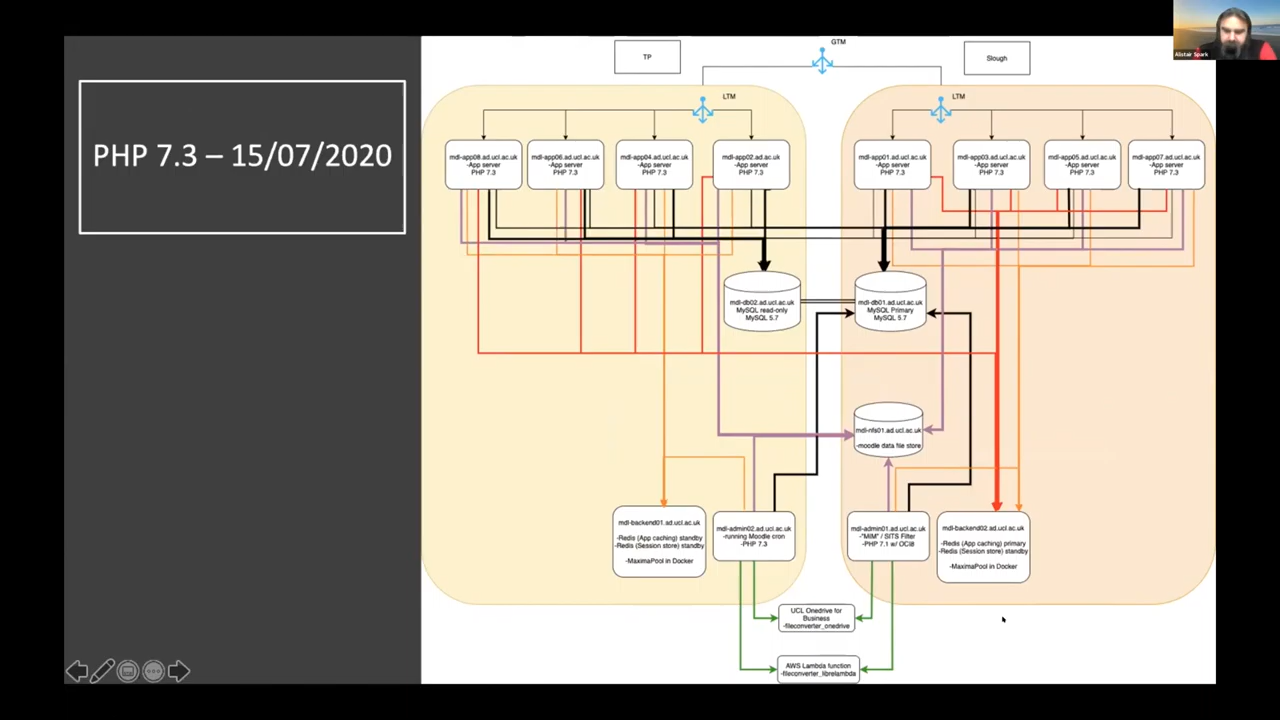 PHP 7.3 – 15/07/2020
Alistair Spark
GTM
TP
Slough
LTM
LTM
mdl-app08.ad.ucl.ac.uk
-App server
PHP 7.3
mdl-app06.ad.ucl.ac.uk
-App server
PHP 7.3
mdl-app04.ad.ucl.ac.uk
-App server
PHP 7.3
mdl-app02.ad.ac.uk
-App server
PHP 7.3
mdl-app01.ad.ucl.ac.uk
-App server
PHP 7.3
mdl-app03.ad.ucl.ac.uk
-App server
PHP 7.3
mdl-app05.ad.ucl.ac.uk
-App server
PHP 7.3
mdl-app07.ad.ucl.ac.uk
-App server
PHP 7.3
mdl-db02.ad.ucl.ac.uk
MySQL read-only
MySQL 5.7
mdl-db01.ad.ucl.ac.uk
MySQL Primary
MySQL 5.7
mdl-nfs01.ad.ucl.ac.uk
-moodle data file store
mdl-backend01.ad.ucl.ac.uk
-Redis (App caching) standby
-Redis (Session store) standby
-MaximaPool in Docker
mdl-admin02.ad.ucl.ac.uk
-running Moodle cron
-PHP 7.3
mdl-admin01.ad.ucl.ac.uk
-"MIM" / SITS Filter
-PHP 7.1 w/ OCI8
mdl-backend02.ad.ucl.ac.uk
-Redis (App caching) primary
-Redis (Session store) standby
-MaximaPool in Docker
UCL Onedrive for
Business
-fileconverter_onedrive
AWS Lambda function
-fileconverter_librelambda